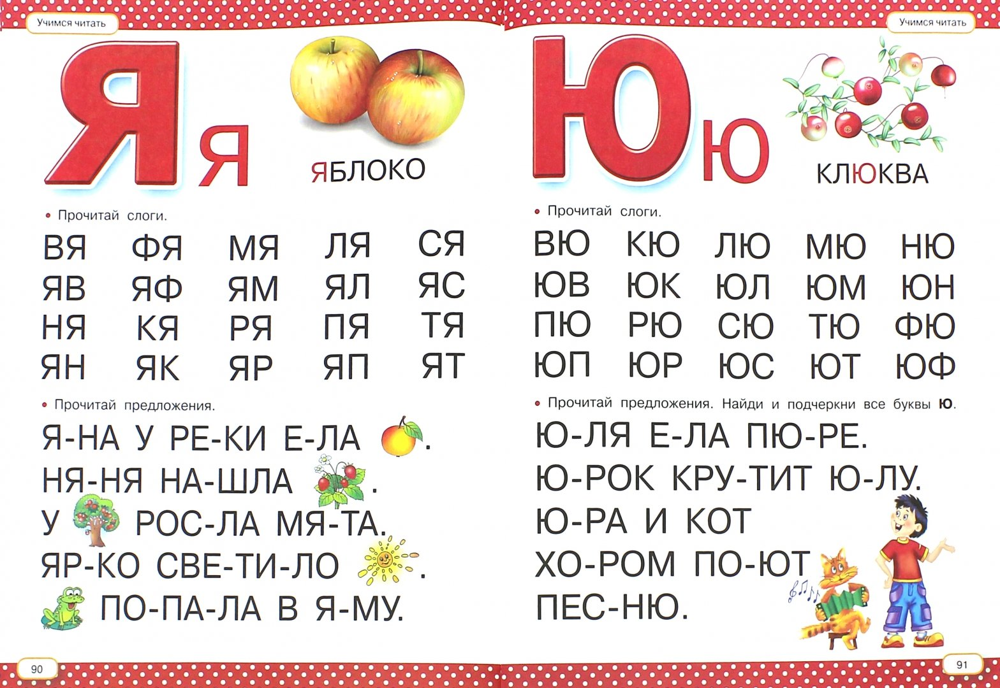 Учимся читать
Я я
ЯБЛОКО
• Прочитай слоги.
ВЯ ФЯ МЯ ЛЯ СЯ
ЯВ ЯФ ЯМ ЯЛ ЯС
НЯ КЯ РЯ ПЯ ТЯ
ЯН ЯК ЯР ЯП ЯТ
• Прочитай предложения.
Я-НА У РЕ-КИ Е-ЛА .
НЯ-НЯ НА-ШЛА .
У РОС-ЛА МЯ-ТА.
ЯР-КО СВЕ-ТИ-ЛО .
ПО-ПА-ЛА В Я-МУ.
90
Учимся читать
Ю ю
КЛЮКВА
• Прочитай слоги.
ВЮ КЮ ЛЮ МЮ НЮ
ЮВ ЮК ЮЛ ЮМ ЮН
ПЮ РЮ СЮ ТЮ ФЮ
ЮП ЮР ЮС ЮТ ЮФ
• Прочитай предложения. Найди и подчеркни все буквы Ю.
Ю-ЛЯ Е-ЛА ПЮ-РЕ.
Ю-РОК КРУ-ТИТ Ю-ЛУ.
Ю-РА И КОТ
ХО-РОМ ПО-ЮТ
ПЕС-НЮ.
91